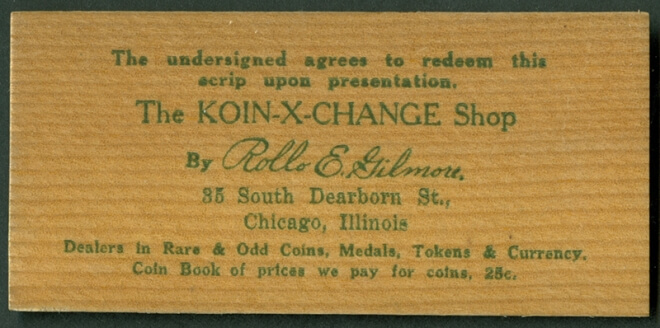 The undersigned agrees to redeem this
scrip upon presentation.
The KOIN-X-CHANGE Shop
By Rollo E. Gilmore.
35 South Dearborn St.,
Chicago, Illinois
Dealers in Rare & Odd Coins, Medals, Tokens & Currency.
Coin Book of prices we pay for coins, 25c.